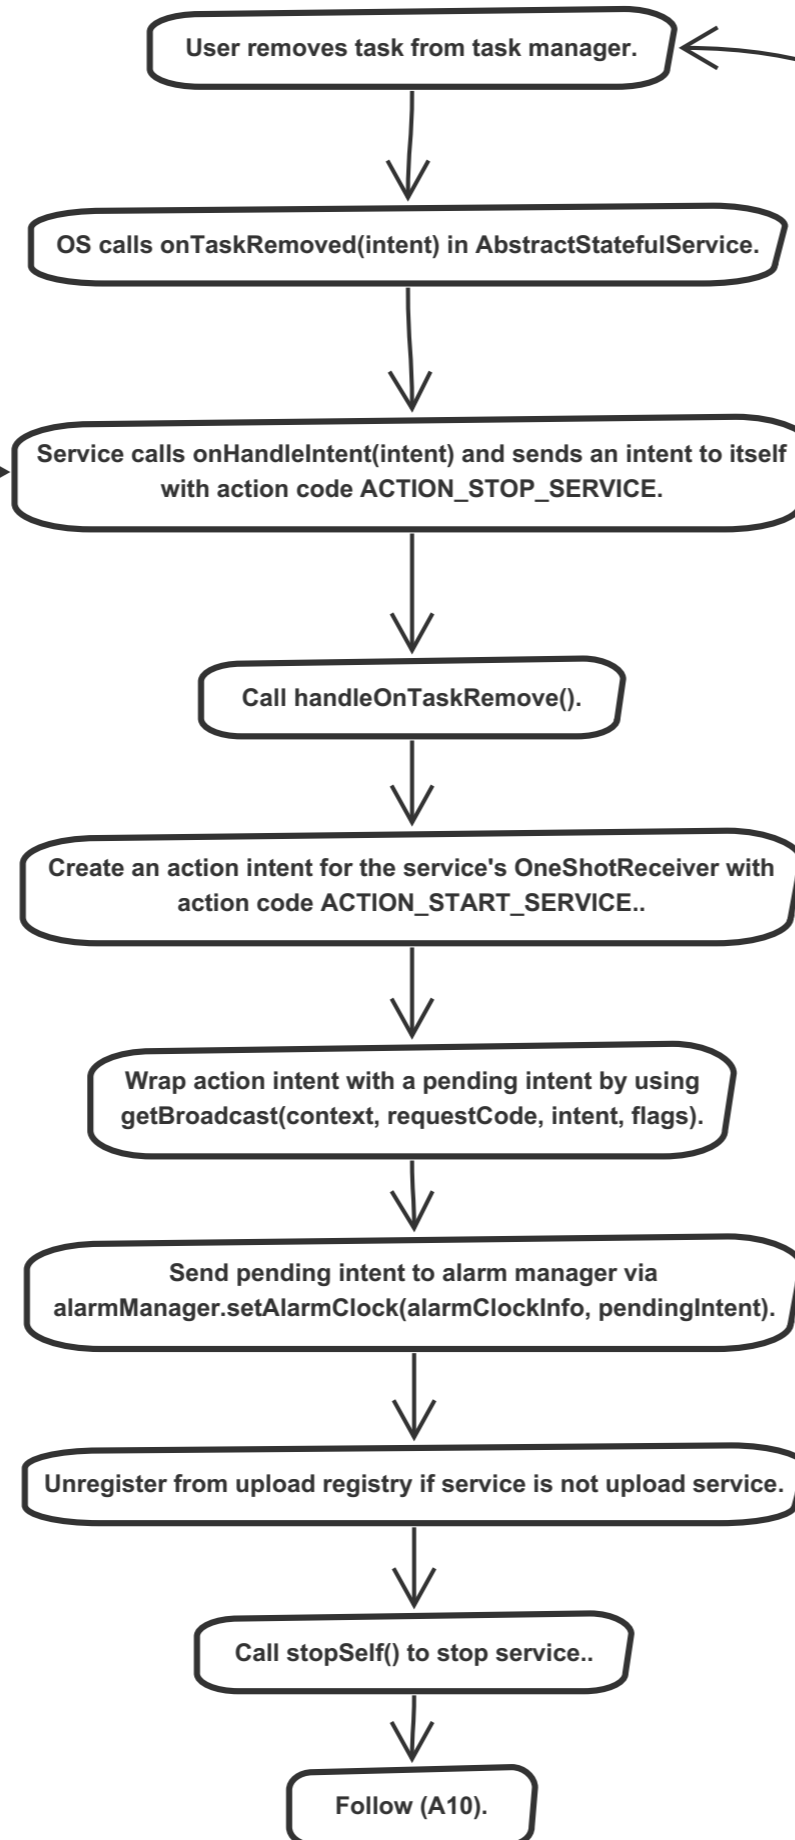 User removes task from task manager.
OS calls onTaskRemoved(intent) in AbstractStatefulService.
Service calls onHandleIntent(intent) and sends an intent to itself
with action code ACTION_STOP_SERVICE.
Call handleOnTaskRemove().
Create an action intent for the service's OneShotReceiver with
action code ACTION_START_SERVICE..
Wrap action intent with a pending intent by using
getBroadcast(context, requestCode, intent, flags).
Send pending intent to alarm manager via
alarmManager.setAlarmClock(alarmClockInfo, pendingIntent).
Unregister from upload registry if service is not upload service.
Call stopSelf() to stop service..
Follow (A10).